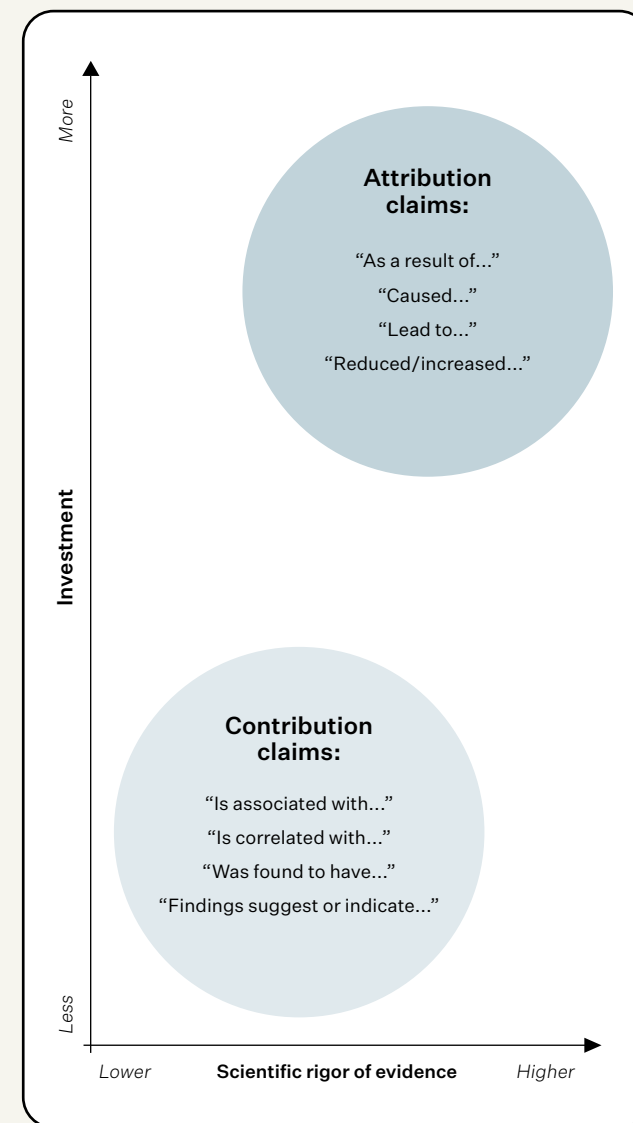 More
Attribution
claims:
“As a result of...”
“Caused...”
“Lead to...”
“Reduced/increased...”
Investment
Contribution
claims:
“Is associated with...”
“Is correlated with...”
“Was found to have...”
“Findings suggest or indicate...”
Less
Lower Scientific rigor of evidence Higher